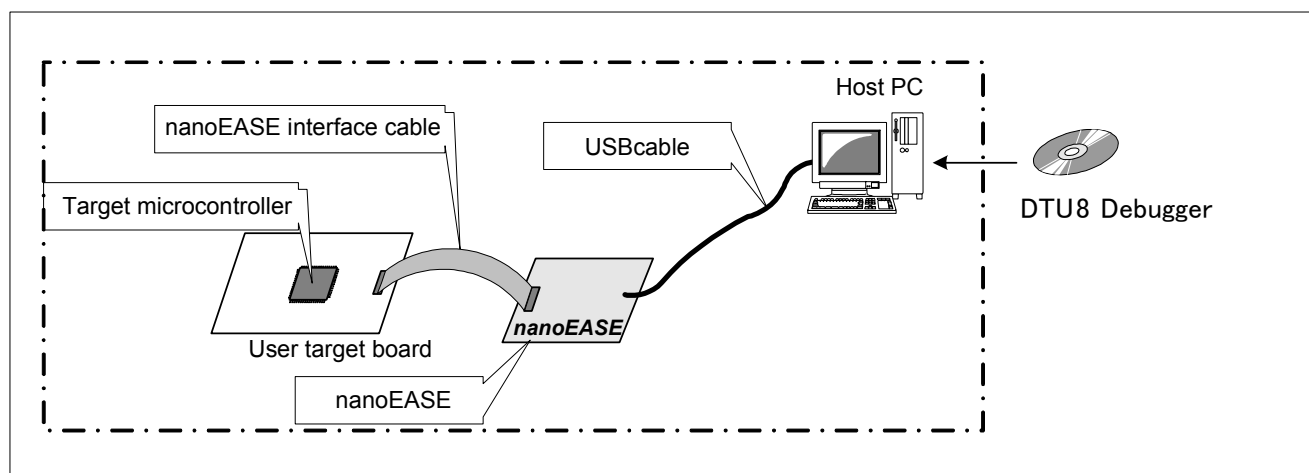 Host PC
nanoEASE interface cable
USBcable
Target microcontroller
DTU8 Debugger
nanoEASE
User target board
nanoEASE